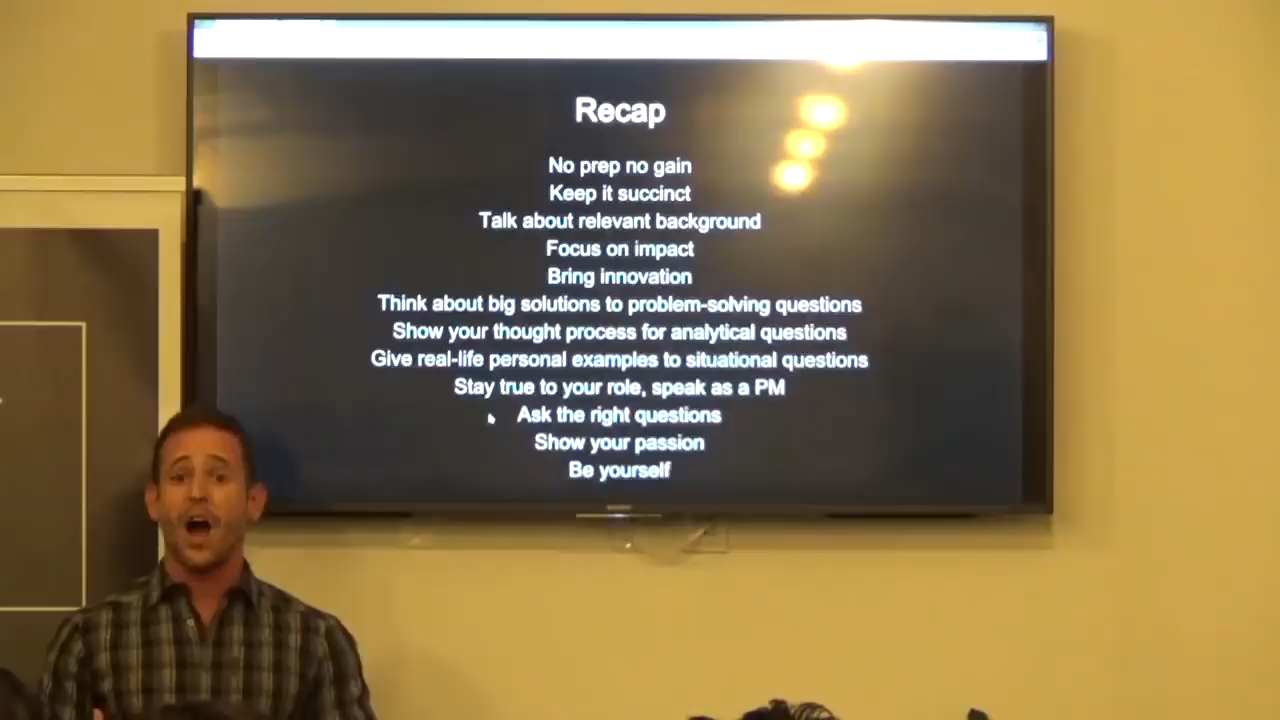 Recap
No prep no gain
Keep it succinct
Talk about relevant background
Focus on impact
Bring innovation
Think about big solutions to problem-solving questions
Show your thought process for analytical questions
Give real-life personal examples to situational questions
Stay true to your role, speak as a PM
Ask the right questions
Show your passion
Be yourself